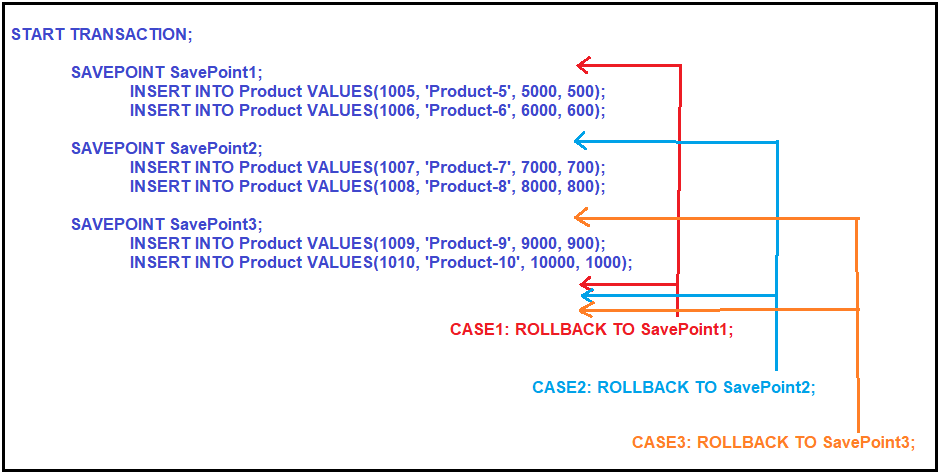 START TRANSACTION;
SAVEPOINT SavePoint1;
INSERT INTO Product VALUES(1005, 'Product-5', 5000, 500);
INSERT INTO Product VALUES(1006, 'Product-6', 6000, 600);
SAVEPOINT SavePoint2;
INSERT INTO Product VALUES(1007, 'Product-7', 7000, 700);
INSERT INTO Product VALUES(1008, 'Product-8', 8000, 800);
SAVEPOINT SavePoint3;
INSERT INTO Product VALUES(1009, 'Product-9', 9000, 900);
INSERT INTO Product VALUES(1010, 'Product-10', 10000, 1000);
CASE1: ROLLBACK TO SavePoint1;
CASE2: ROLLBACK TO SavePoint2;
CASE3: ROLLBACK TO SavePoint3;